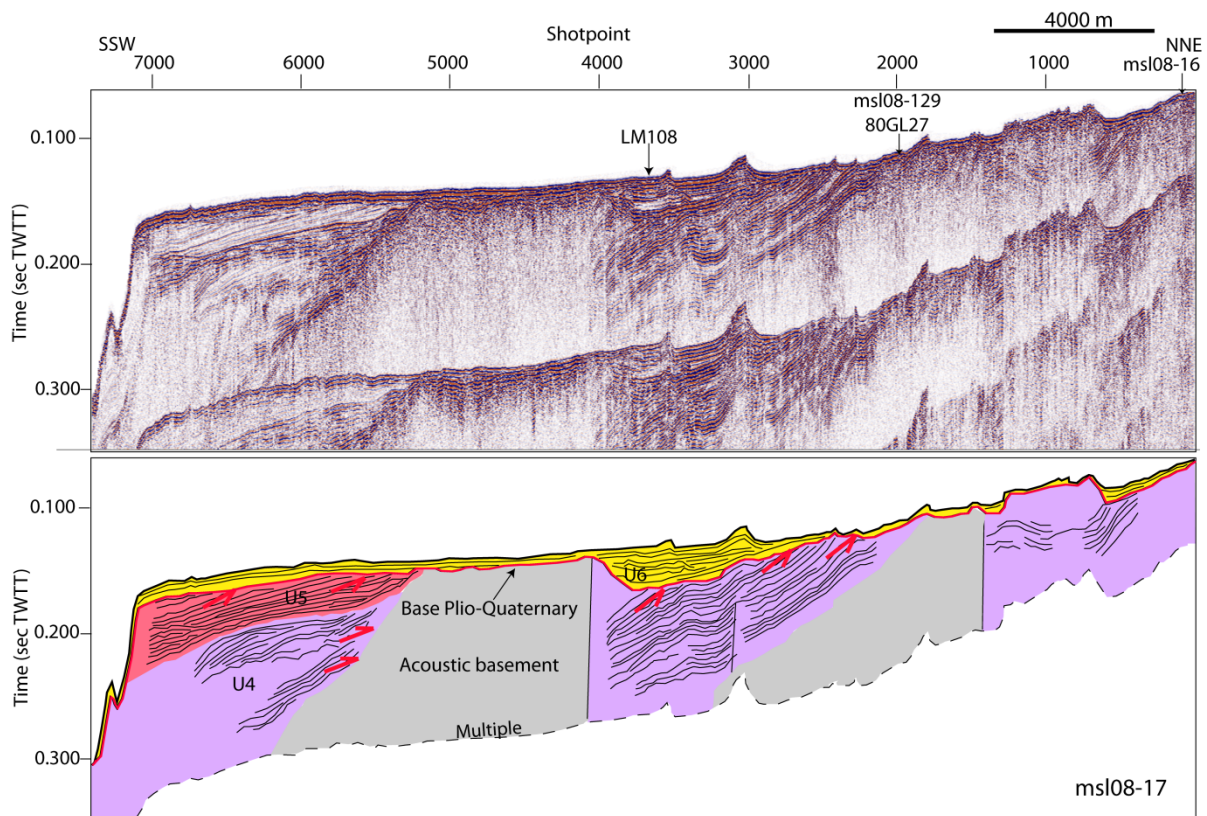 4000 m
SSW
Shotpoint
NNE
7000 6000 5000 4000 3000 2000 1000 msl08-16
msl08-129
80GL27
LM108
0.100
0.200
0.300
Time (sec TWTT)
0.100
0.200
0.300
Time (sec TWTT)
U6
U5
Base Plio-Quaternary
Acoustic basement
U4
Multiple
msl08-17